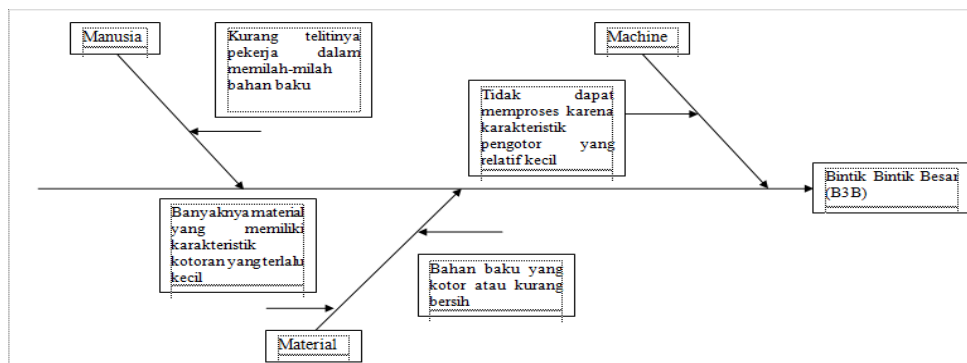 Manusia
Kurang telitinya
pekerja dalam
memilah-milah
bahan baku
Machine
Tidak dapat
memproses karena
karakteristik
pengotor yang
relatif kecil
Bintik Bintik Besar
(B3B)
Banyaknya material
yang memiliki
karakteristik
kotoran yang terlalu
kecil
Bahan baku yang
kotor atau kurang
bersih
Material